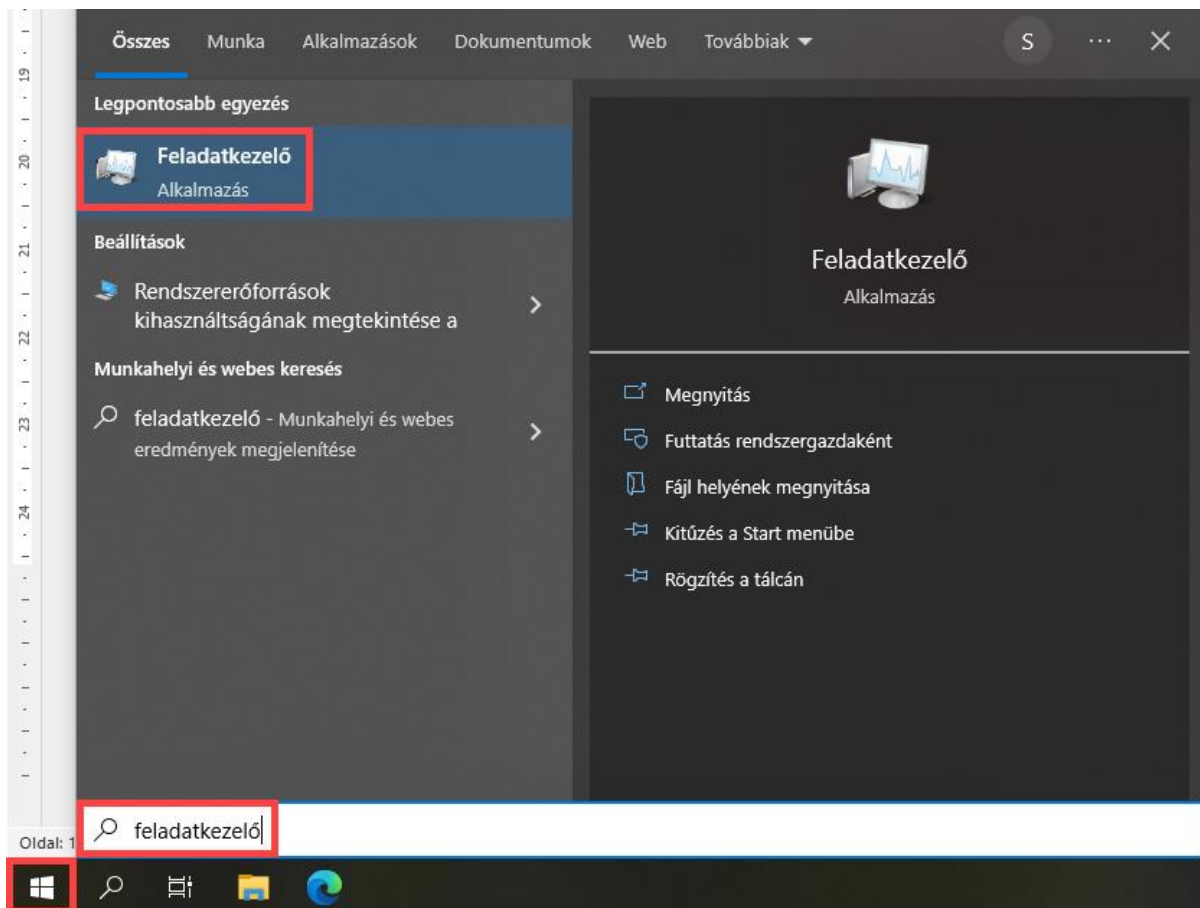 Összes Munka Alkalmazások Dokumentumok Web Továbbiak S ...
Legpontosabb egyezés
Feladatkezelő
Alkalmazás
Beállítások
Rendszererőforrások
kihasználtságának megtekintése a
Munkahelyi és webes keresés
feladatkezelő - Munkahelyi és webes
eredmények megjelenítése
Feladatkezelő
Alkalmazás
Megnyitás
Futtatás rendszergazdaként
Fájl helyének megnyitása
Kitűzés a Start menübe
Rögzítés a tálcán
19
20
21
22
23
24
feladatkezelő
Oldal: 1